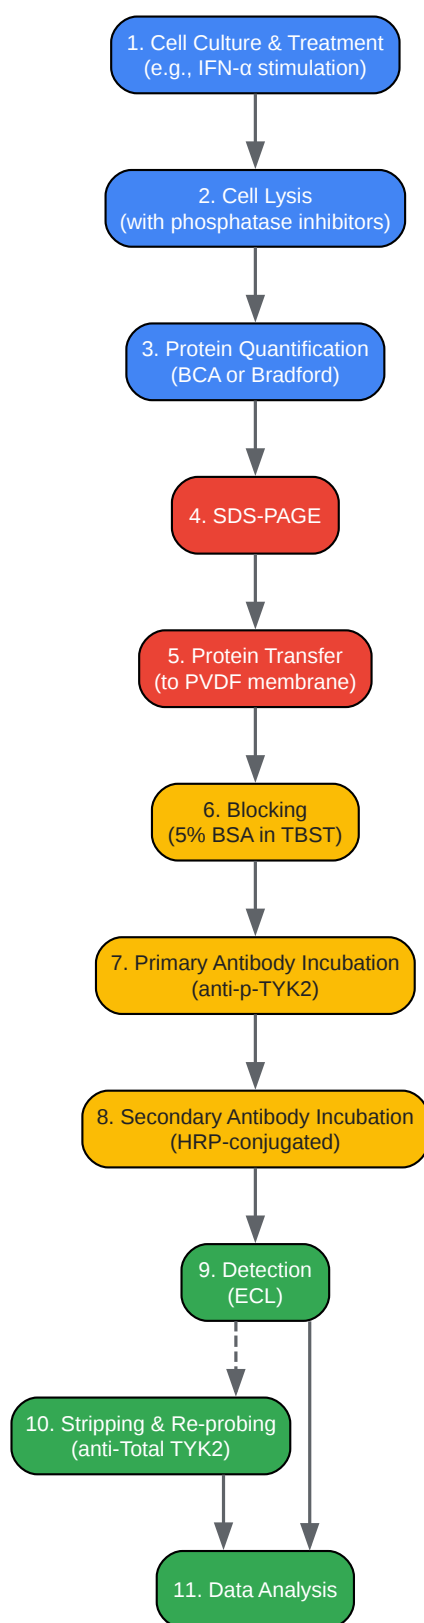 1. Cell Culture & Treatment
(e.g., IFN-α stimulation)
2. Cell Lysis
(with phosphatase inhibitors)
3. Protein Quantification
(BCA or Bradford)
4. SDS-PAGE
5. Protein Transfer
(to PVDF membrane)
6. Blocking
(5% BSA in TBST)
7. Primary Antibody Incubation
(anti-p-TYK2)
8. Secondary Antibody Incubation
(HRP-conjugated)
9. Detection
(ECL)
10. Stripping & Re-probing
(anti-Total TYK2)
11. Data Analysis